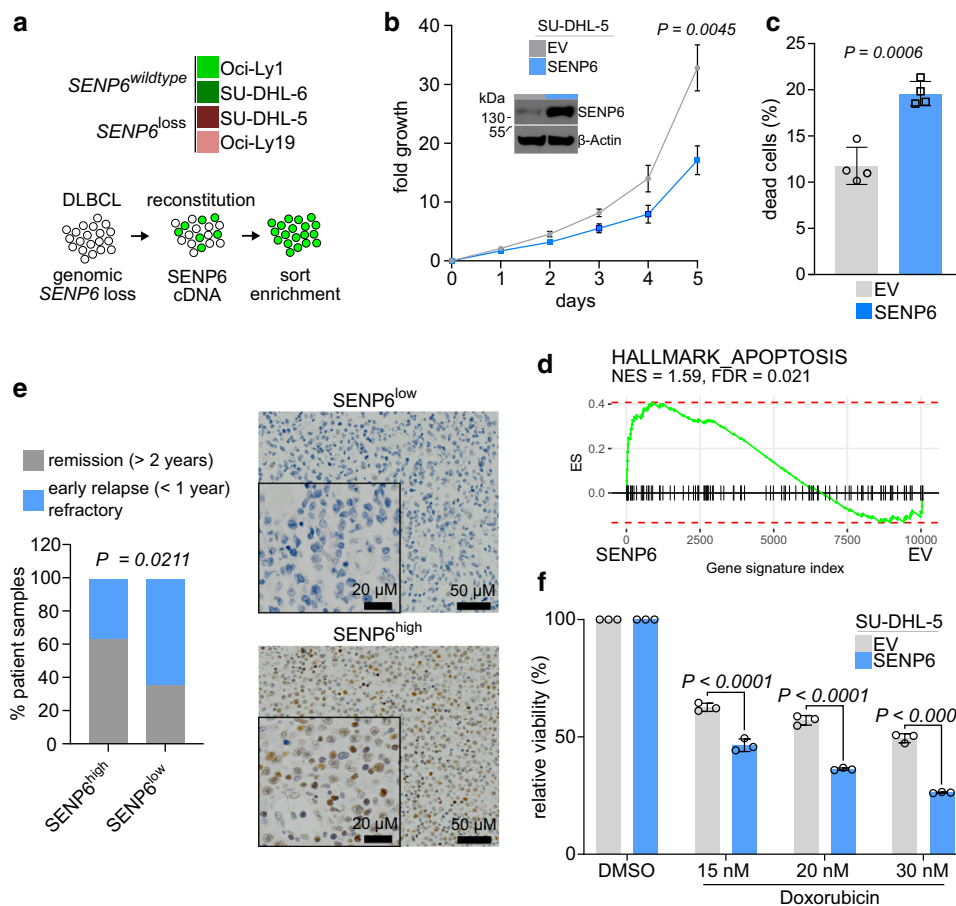 a
SENP6wildtype
Oci-Ly1
SU-DHL-6
SENP6loss
SU-DHL-5
Oci-Ly19
DLBCL
reconstitution
genomic
SENP6 loss
SENP6
cDNA
sort
enrichment
b
SU-DHL-5
EV
SENP6
P = 0.0045
kDa
130
55
SENP6
β-Actin
fold growth
40
30
20
10
0
0 1 2 3 4 5
days
c
P = 0.0006
dead cells (%)
25
20
15
10
5
0
EV
SENP6
d
HALLMARK_APOPTOSIS
NES = 1.59, FDR = 0.021
ES
0.4
0.2
0.0
0 2500 5000 7500 10000
SENP6
EV
Gene signature index
e
remission (> 2 years)
early relapse (< 1 year)
refractory
P = 0.0211
% patient samples
120
100
80
60
40
20
0
SENP6high
SENP6low
SENP6low
20 µM
50 µM
SENP6high
20 µM
50 µM
f
SU-DHL-5
EV
SENP6
relative viability (%)
100
50
0
P < 0.0001
P < 0.0001
P < 0.000
DMSO
15 nM
20 nM
30 nM
Doxorubicin